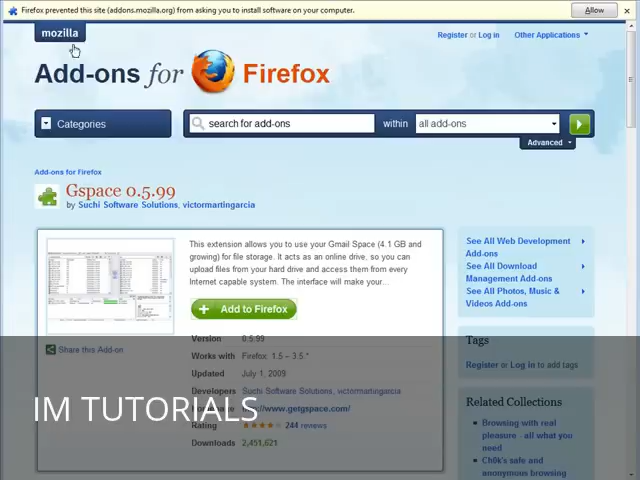 Firefox prevented this site (addons.mozilla.org) from asking you to install software on your computer.
Allow
mozilla
Register or Log in
Other Applications
Add-ons for Firefox
Categories
search for add-ons
within
all add-ons
Advanced
Add-ons for Firefox
Gspace 0.5.99
by Suchi Software Solutions, victormartingarcia
This extension allows you to use your Gmail Space (4.1 GB and
growing) for file storage. It acts as an online drive, so you can
upload files from your hard drive and access them from every
Internet capable system. The interface will make your...
Add to Firefox
Share this Add-on
Version 0.5.99
Works with Firefox 1.5 – 3.5.*
Updated July 1, 2009
Developers Suchi Software Solutions, victormartingarcia
http://www.getgspace.com/
Rating 244 reviews
Downloads 2,451,621
IM TUTORIALS
See All Web Development
Add-ons
See All Download
Management Add-ons
See All Photos, Music &
Videos Add-ons
Tags
Register or Log in to add tags
Related Collections
Browsing with real
pleasure - all what you
need
Ch0k's safe and
anonymous browsing